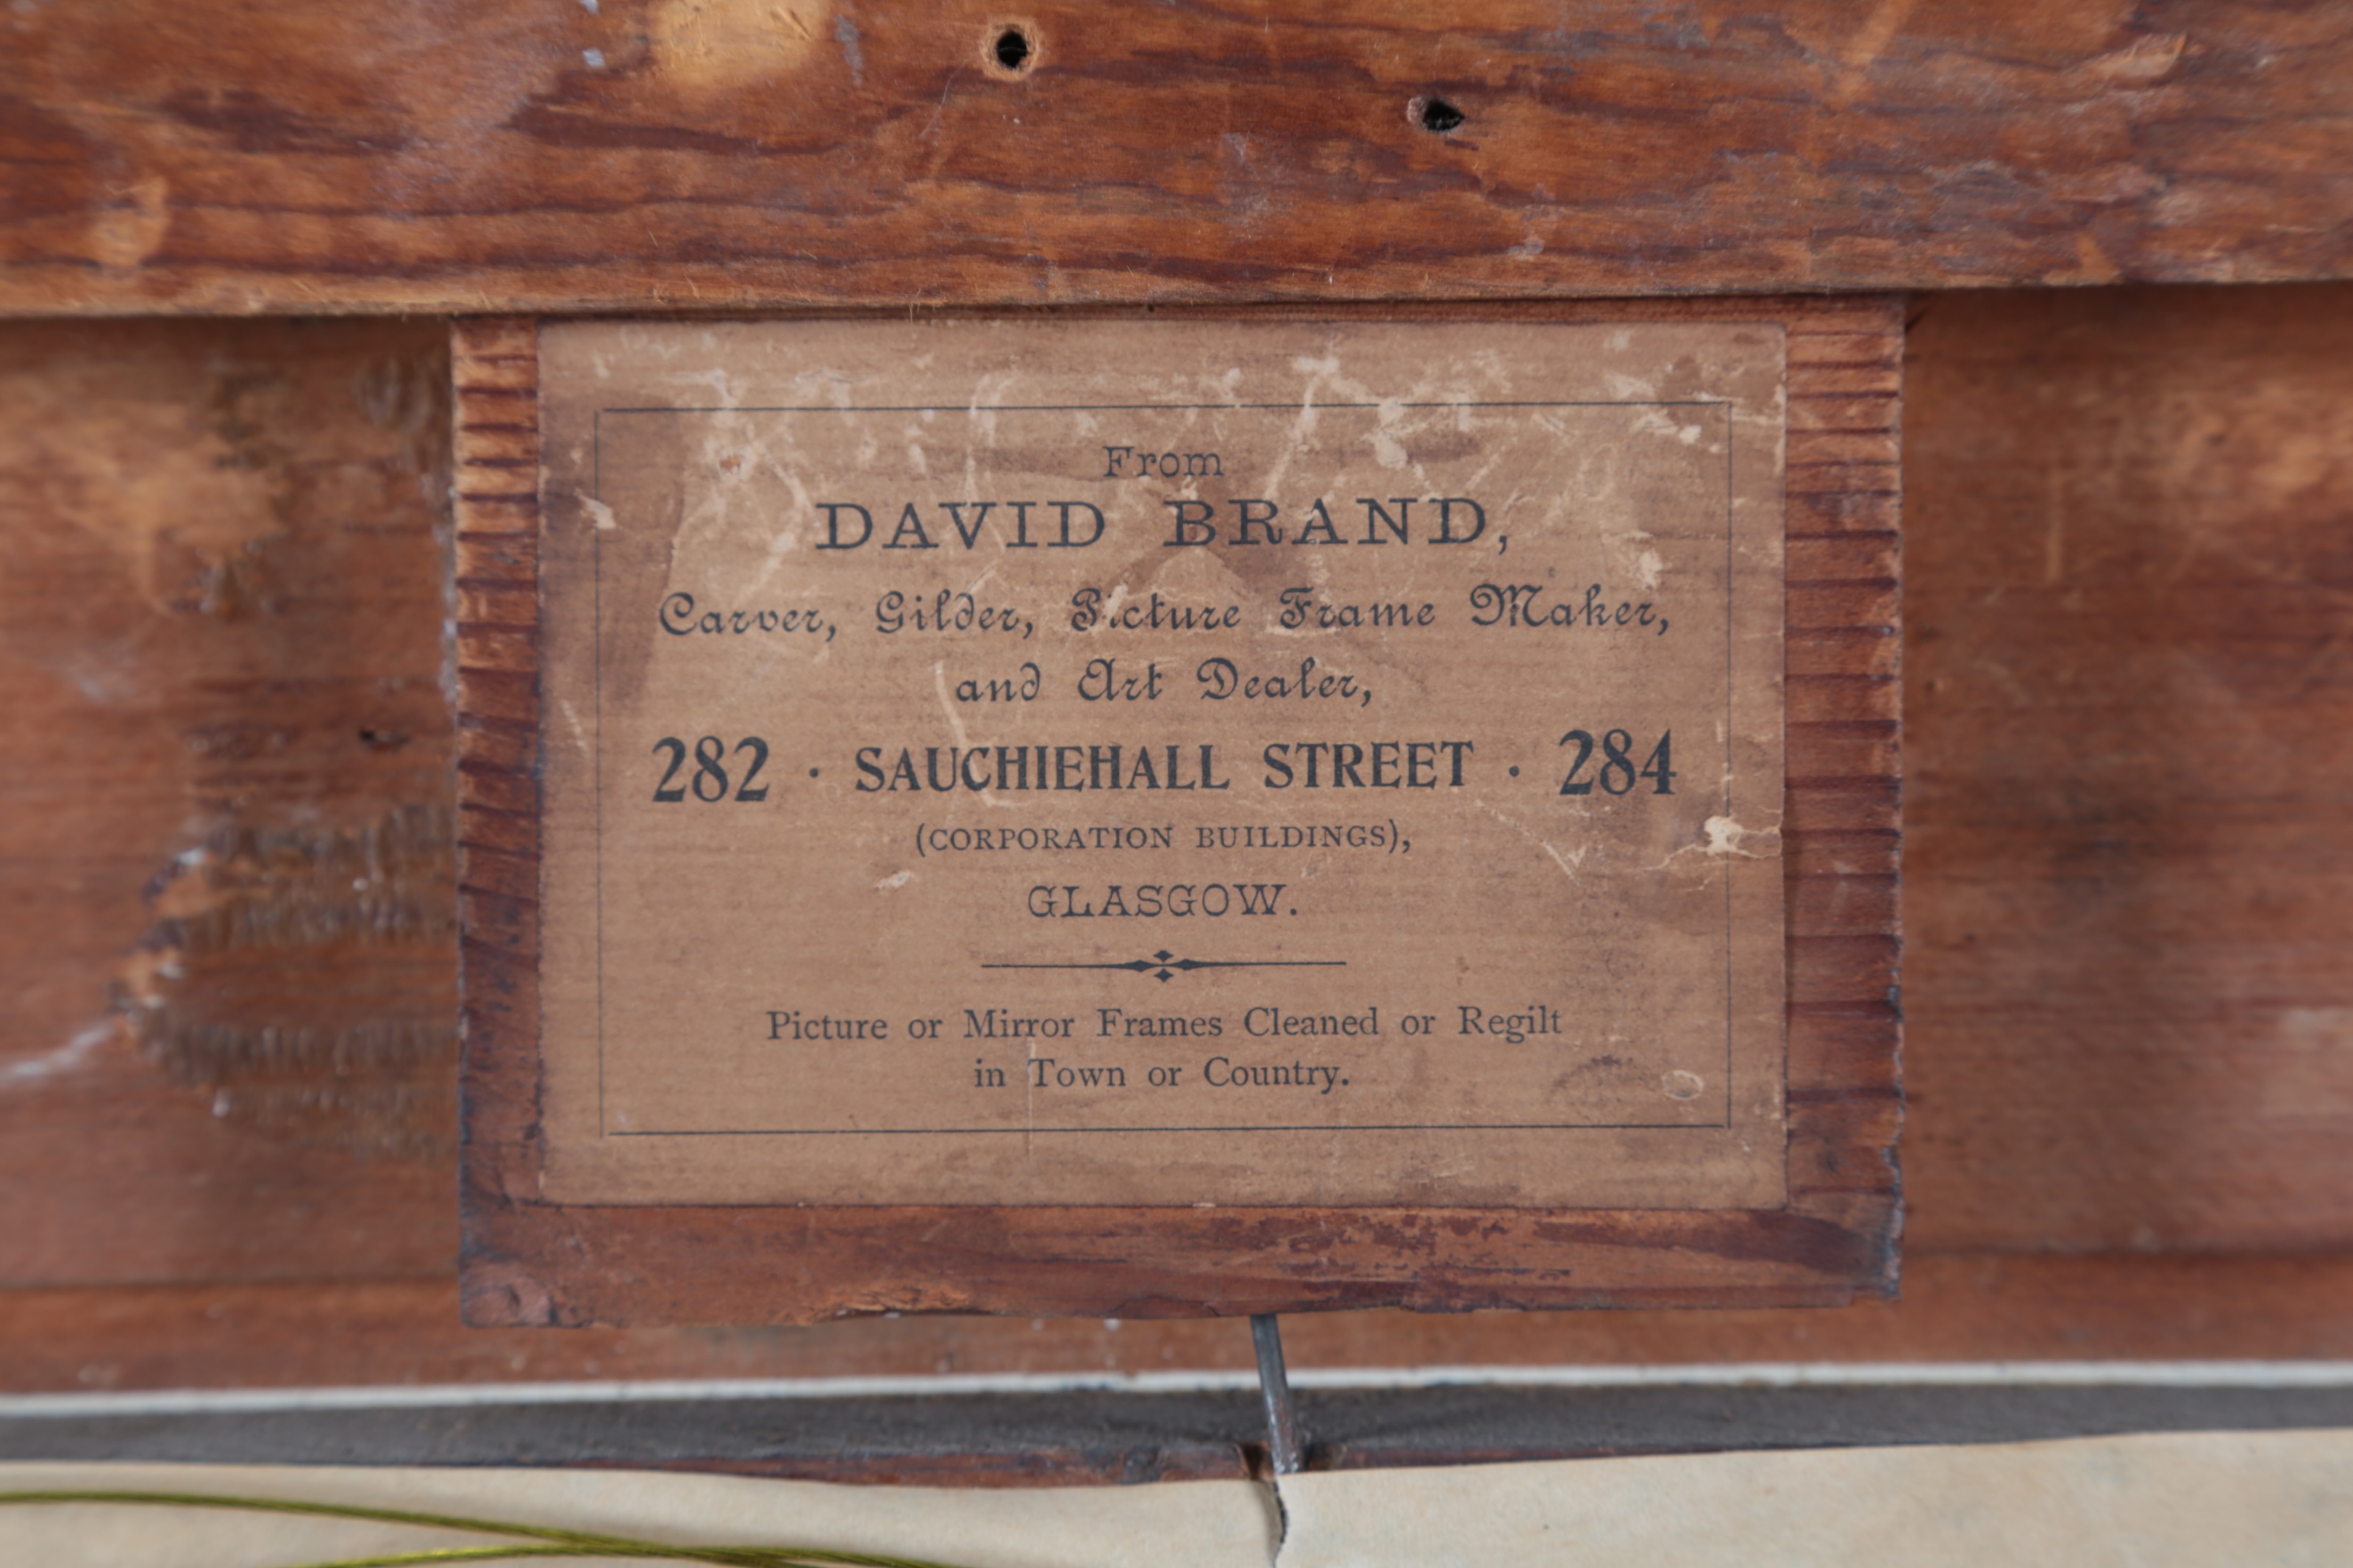 From
DAVID BRAND,
Carver, Gilder, Picture Frame Maker,
and Art Dealer,
282 · SAUCHIEHALL STREET · 284
(CORPORATION BUILDINGS),
GLASGOW.
Picture or Mirror Frames Cleaned or Regilt
in Town or Country.